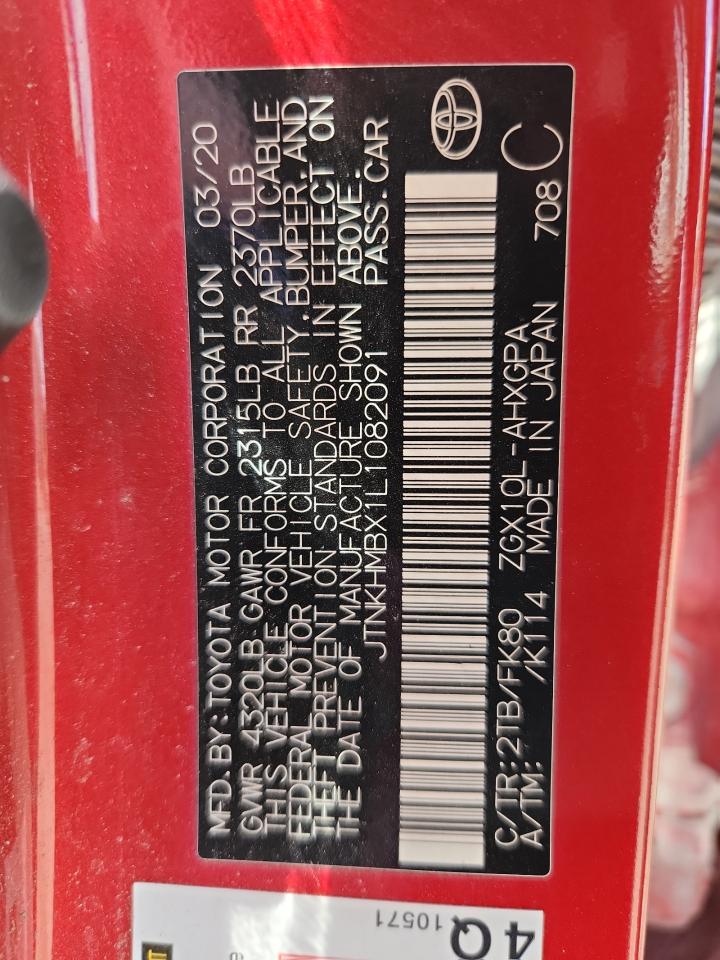 MFD. BY: TOYOTA MOTOR CORPORATION 03/20
GVWR 4320LB GAWR FR 2315LB RR 2370LB
THIS VEHICLE CONFORMS TO ALL APPLICABLE
FEDERAL MOTOR VEHICLE SAFETY, BUMPER, AND
THEFT PREVENTION STANDARDS IN EFFECT ON
THE DATE OF MANUFACTURE SHOWN ABOVE.
JTNKHMBX1L1082091 PASS. CAR
C/TR: 2TB/FK80 ZGX10L-AHXGPA 708 C
A/TM: /K114 MADE IN JAPAN
4Q
10571